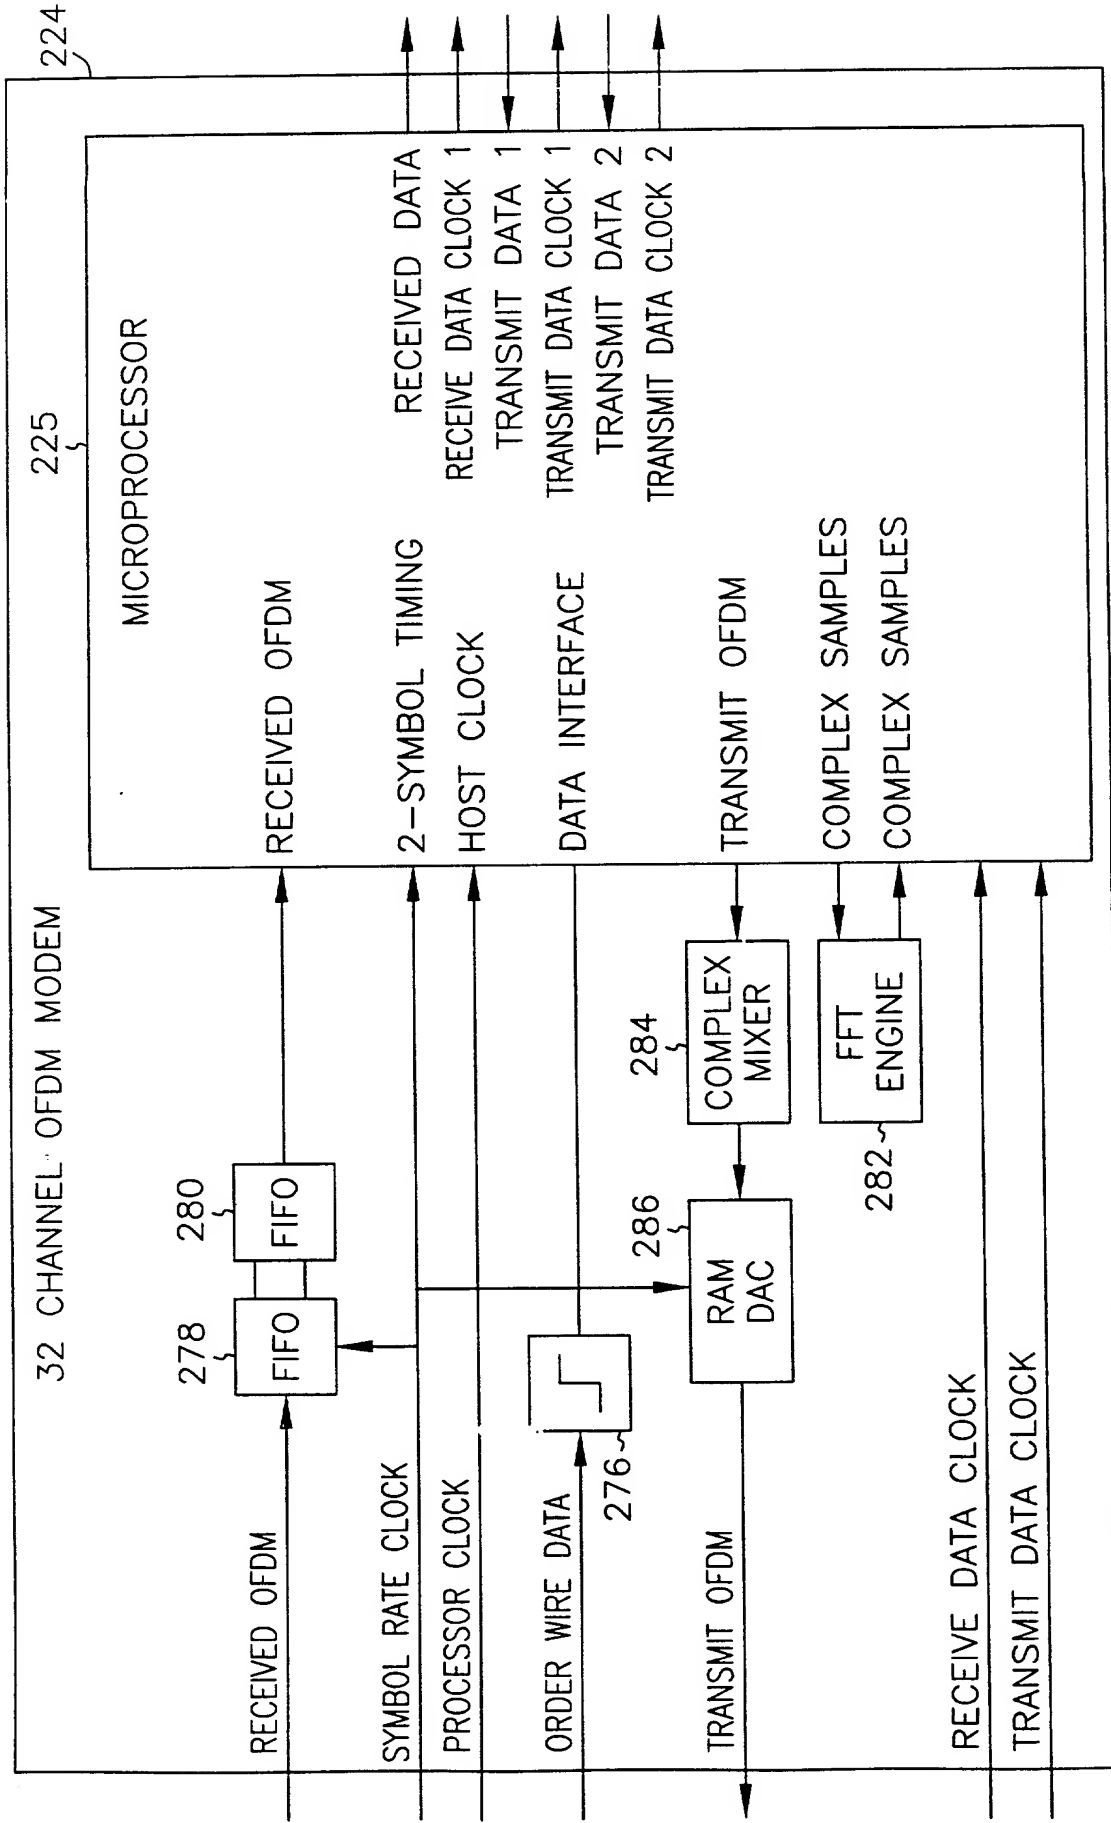 224
32 CHANNEL OFDM MODEM
225
MICROPROCESSOR
278
280
RECEIVED OFDM
FIFO
FIFO
RECEIVED OFDM
SYMBOL RATE CLOCK
2-SYMBOL TIMING
RECEIVED DATA
PROCESSOR CLOCK
HOST CLOCK
RECEIVE DATA CLOCK 1
TRANSMIT DATA 1
ORDER WIRE DATA
DATA INTERFACE
TRANSMIT DATA CLOCK 1
276
TRANSMIT DATA 2
TRANSMIT DATA CLOCK 2
286
284
TRANSMIT OFDM
RAM
DAC
COMPLEX
MIXER
TRANSMIT OFDM
282
FFT
ENGINE
COMPLEX SAMPLES
COMPLEX SAMPLES
RECEIVE DATA CLOCK
TRANSMIT DATA CLOCK